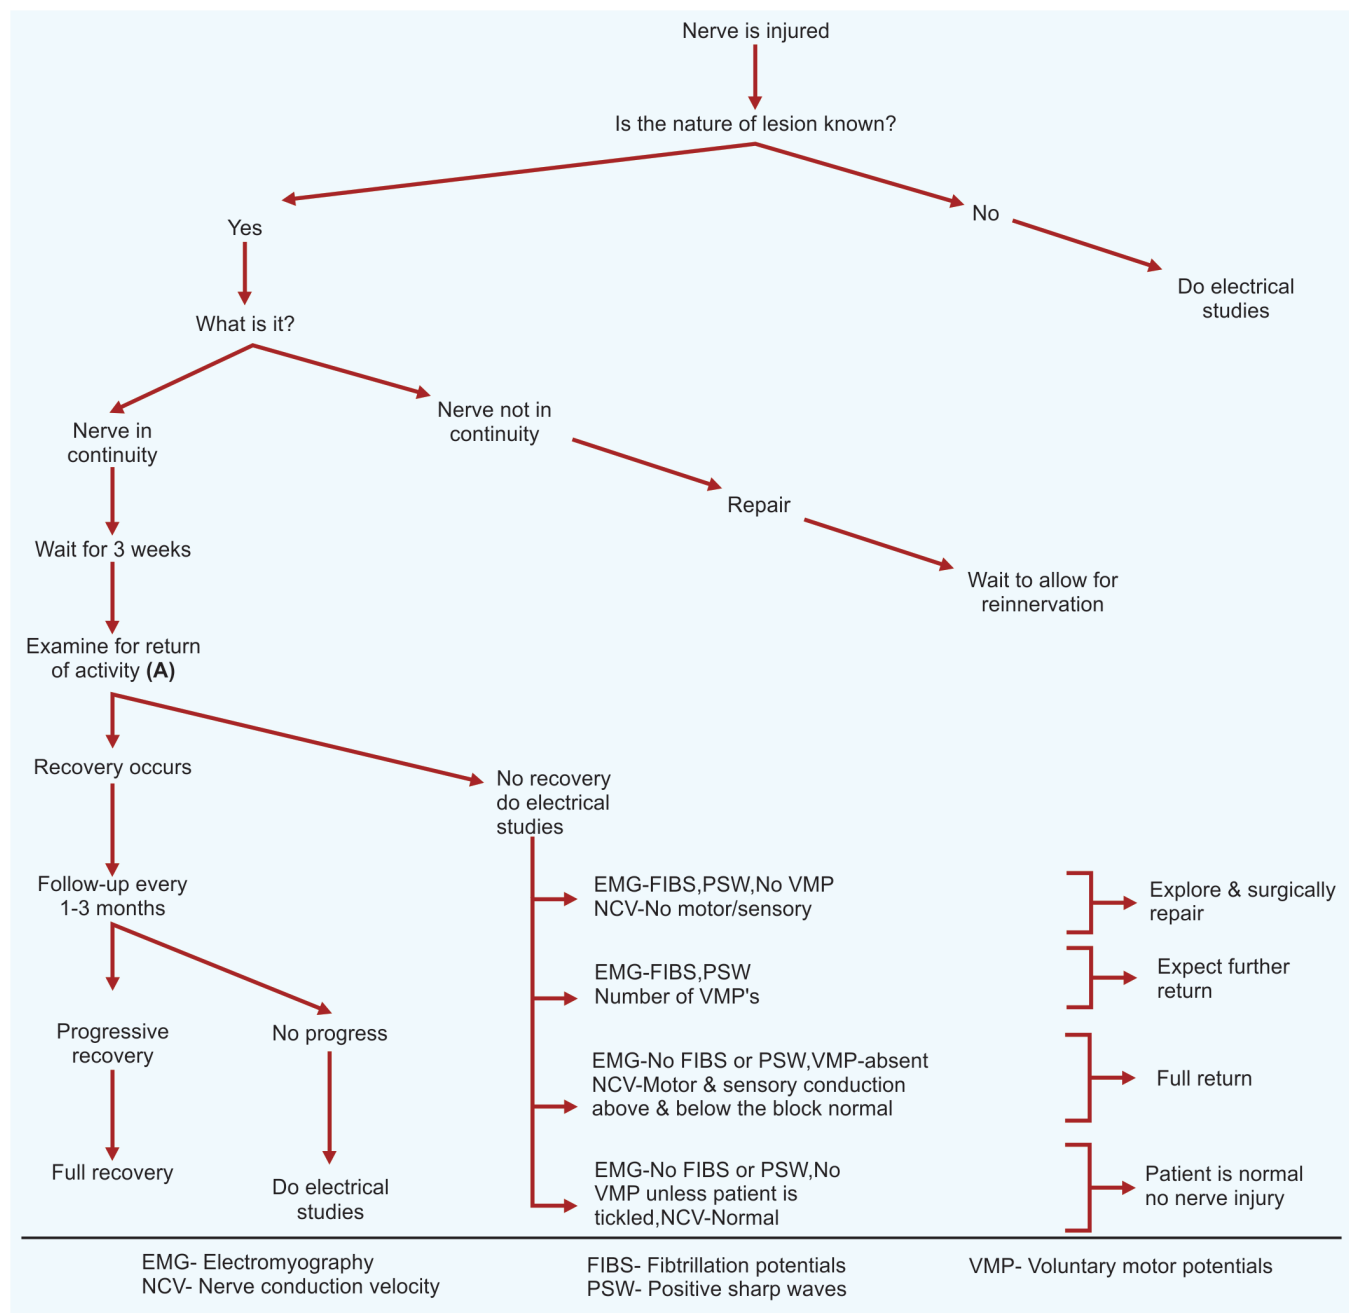 Nerve is injured
Is the nature of lesion known?
Yes
No
Do electrical
studies
What is it?
Nerve in
continuity
Nerve not in
continuity
Repair
Wait to allow for
reinnervation
Wait for 3 weeks
Examine for return
of activity (A)
Recovery occurs
No recovery
do electrical
studies
Follow-up every
1-3 months
Progressive
recovery
No progress
Full recovery
Do electrical
studies
EMG-FIBS,PSW,No VMP
NCV-No motor/sensory
Explore & surgically
repair
EMG-FIBS,PSW
Number of VMP's
Expect further
return
EMG-No FIBS or PSW,VMP-absent
NCV-Motor & sensory conduction
above & below the block normal
Full return
EMG-No FIBS or PSW,No
VMP unless patient is
tickled,NCV-Normal
Patient is normal
no nerve injury
EMG- Electromyography
NCV- Nerve conduction velocity
FIBS- Fibtrillation potentials
PSW- Positive sharp waves
VMP- Voluntary motor potentials